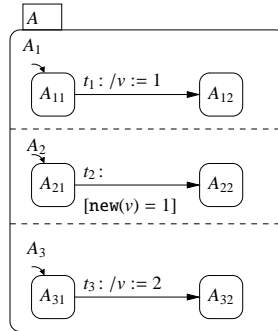 A
A₁
t₁ : /v := 1
A₁₁
A₁₂
A₂
t₂ :
A₂₁
A₂₂
[new(v) = 1]
A₃
t₃ : /v := 2
A₃₁
A₃₂